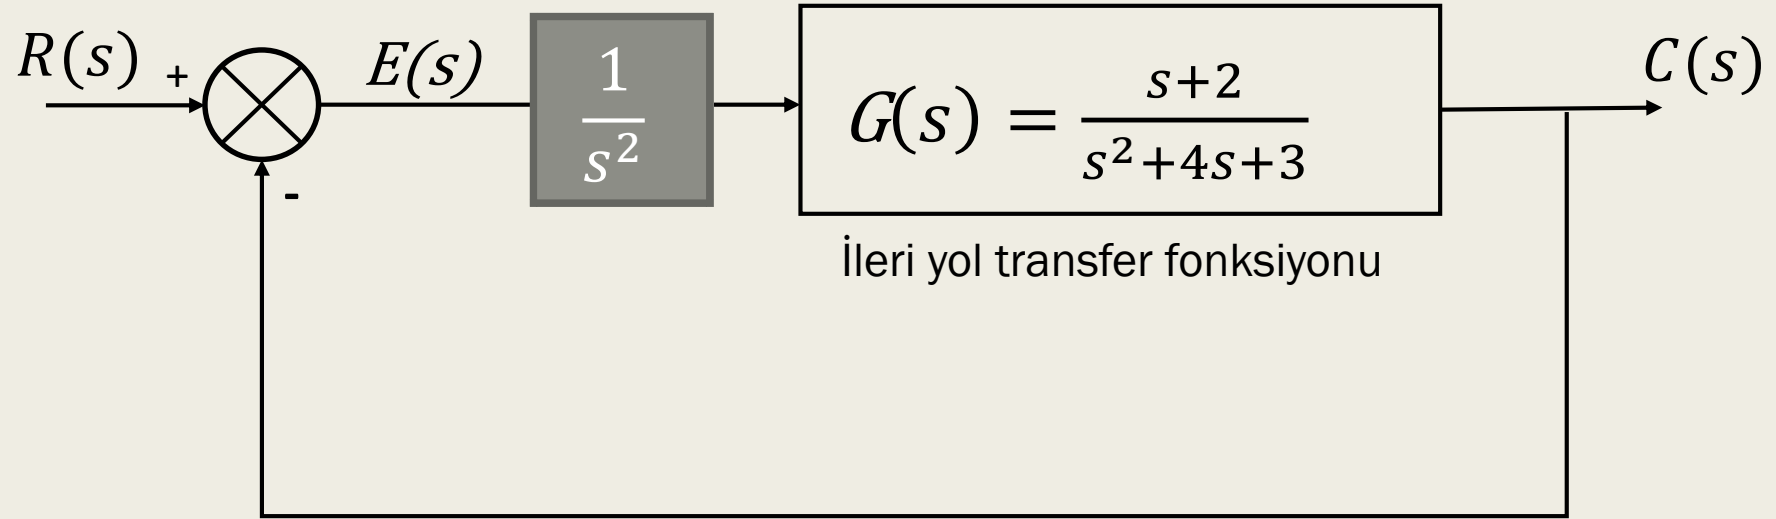 R(s) + E(s) 1/s² G(s) = s+2/s²+4s+3 C(s)
-
İleri yol transfer fonksiyonu